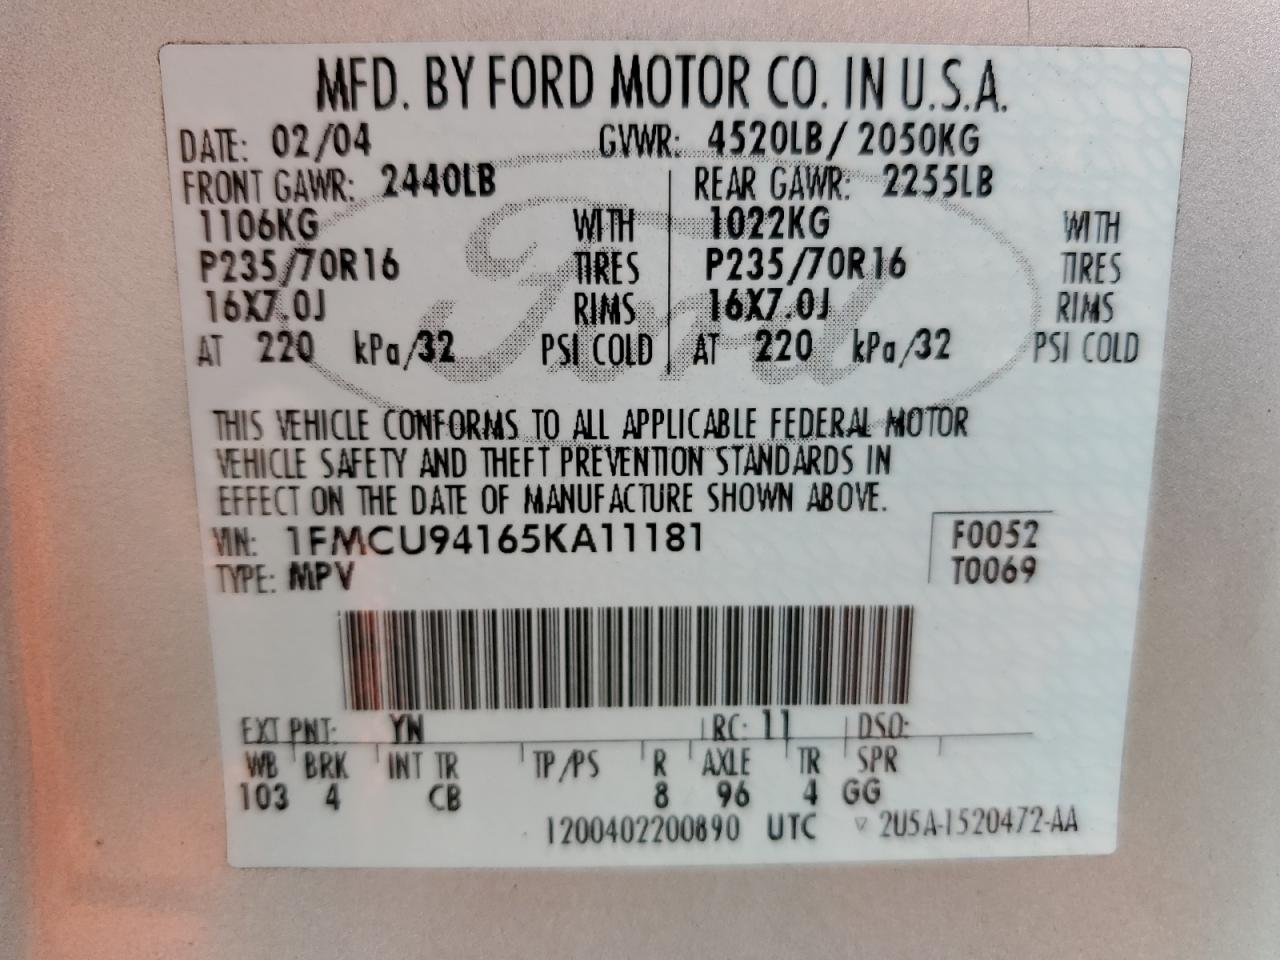 MFD. BY FORD MOTOR CO. IN U.S.A.
DATE: 02/04 GVWR: 4520LB/ 2050KG
FRONT GAWR: 2440LB REAR GAWR: 2255LB
1106KG WITH 1022KG WITH
P235/70R16 TIRES P235/70R16 TIRES
16X7.0J RIMS 16X7.0J RIMS
AT 220 kPa/32 PSI COLD AT 220 kPa/32 PSI COLD
Ford
THIS VEHICLE CONFORMS TO ALL APPLICABLE FEDERAL MOTOR
VEHICLE SAFETY AND THEFT PREVENTION STANDARDS IN
EFFECT ON THE DATE OF MANUFACTURE SHOWN ABOVE.
VIN: 1FMCU94165KA11181 F0052
TYPE: MPV T0069
EXT PNT: YN RC: 11 DSO:
WB BRK INT TR TP/PS R AXLE TR SPR
103 4 CB 8 96 4 GG
1200402200890 UTC ▽ 2U5A-1520472-AA